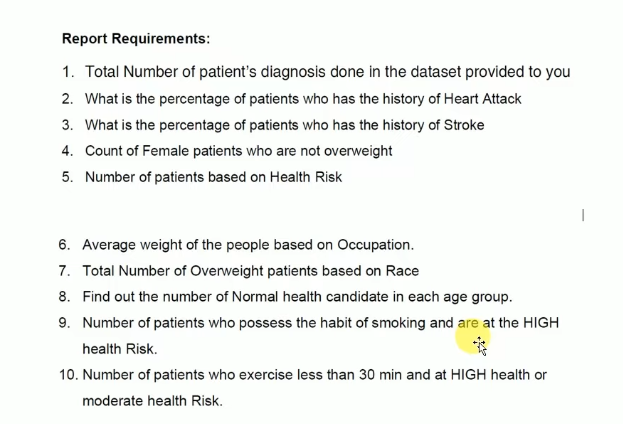 Report Requirements:
1. Total Number of patient's diagnosis done in the dataset provided to you
2. What is the percentage of patients who has the history of Heart Attack
3. What is the percentage of patients who has the history of Stroke
4. Count of Female patients who are not overweight
5. Number of patients based on Health Risk
6. Average weight of the people based on Occupation.
7. Total Number of Overweight patients based on Race
8. Find out the number of Normal health candidate in each age group.
9. Number of patients who possess the habit of smoking and are at the HIGH
health Risk.
10. Number of patients who exercise less than 30 min and at HIGH health or
moderate health Risk.